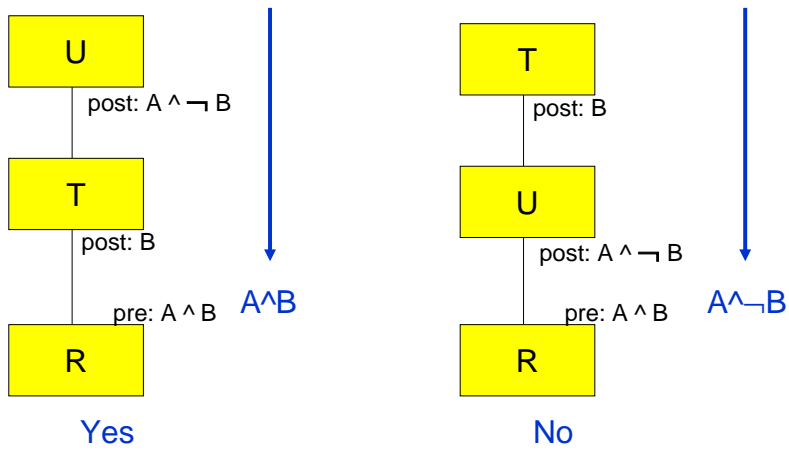 U
post: A ^ ¬ B
T
post: B
pre: A ^ B
A^B
R
Yes
T
post: B
U
post: A ^ ¬ B
pre: A ^ B
A^¬B
R
No